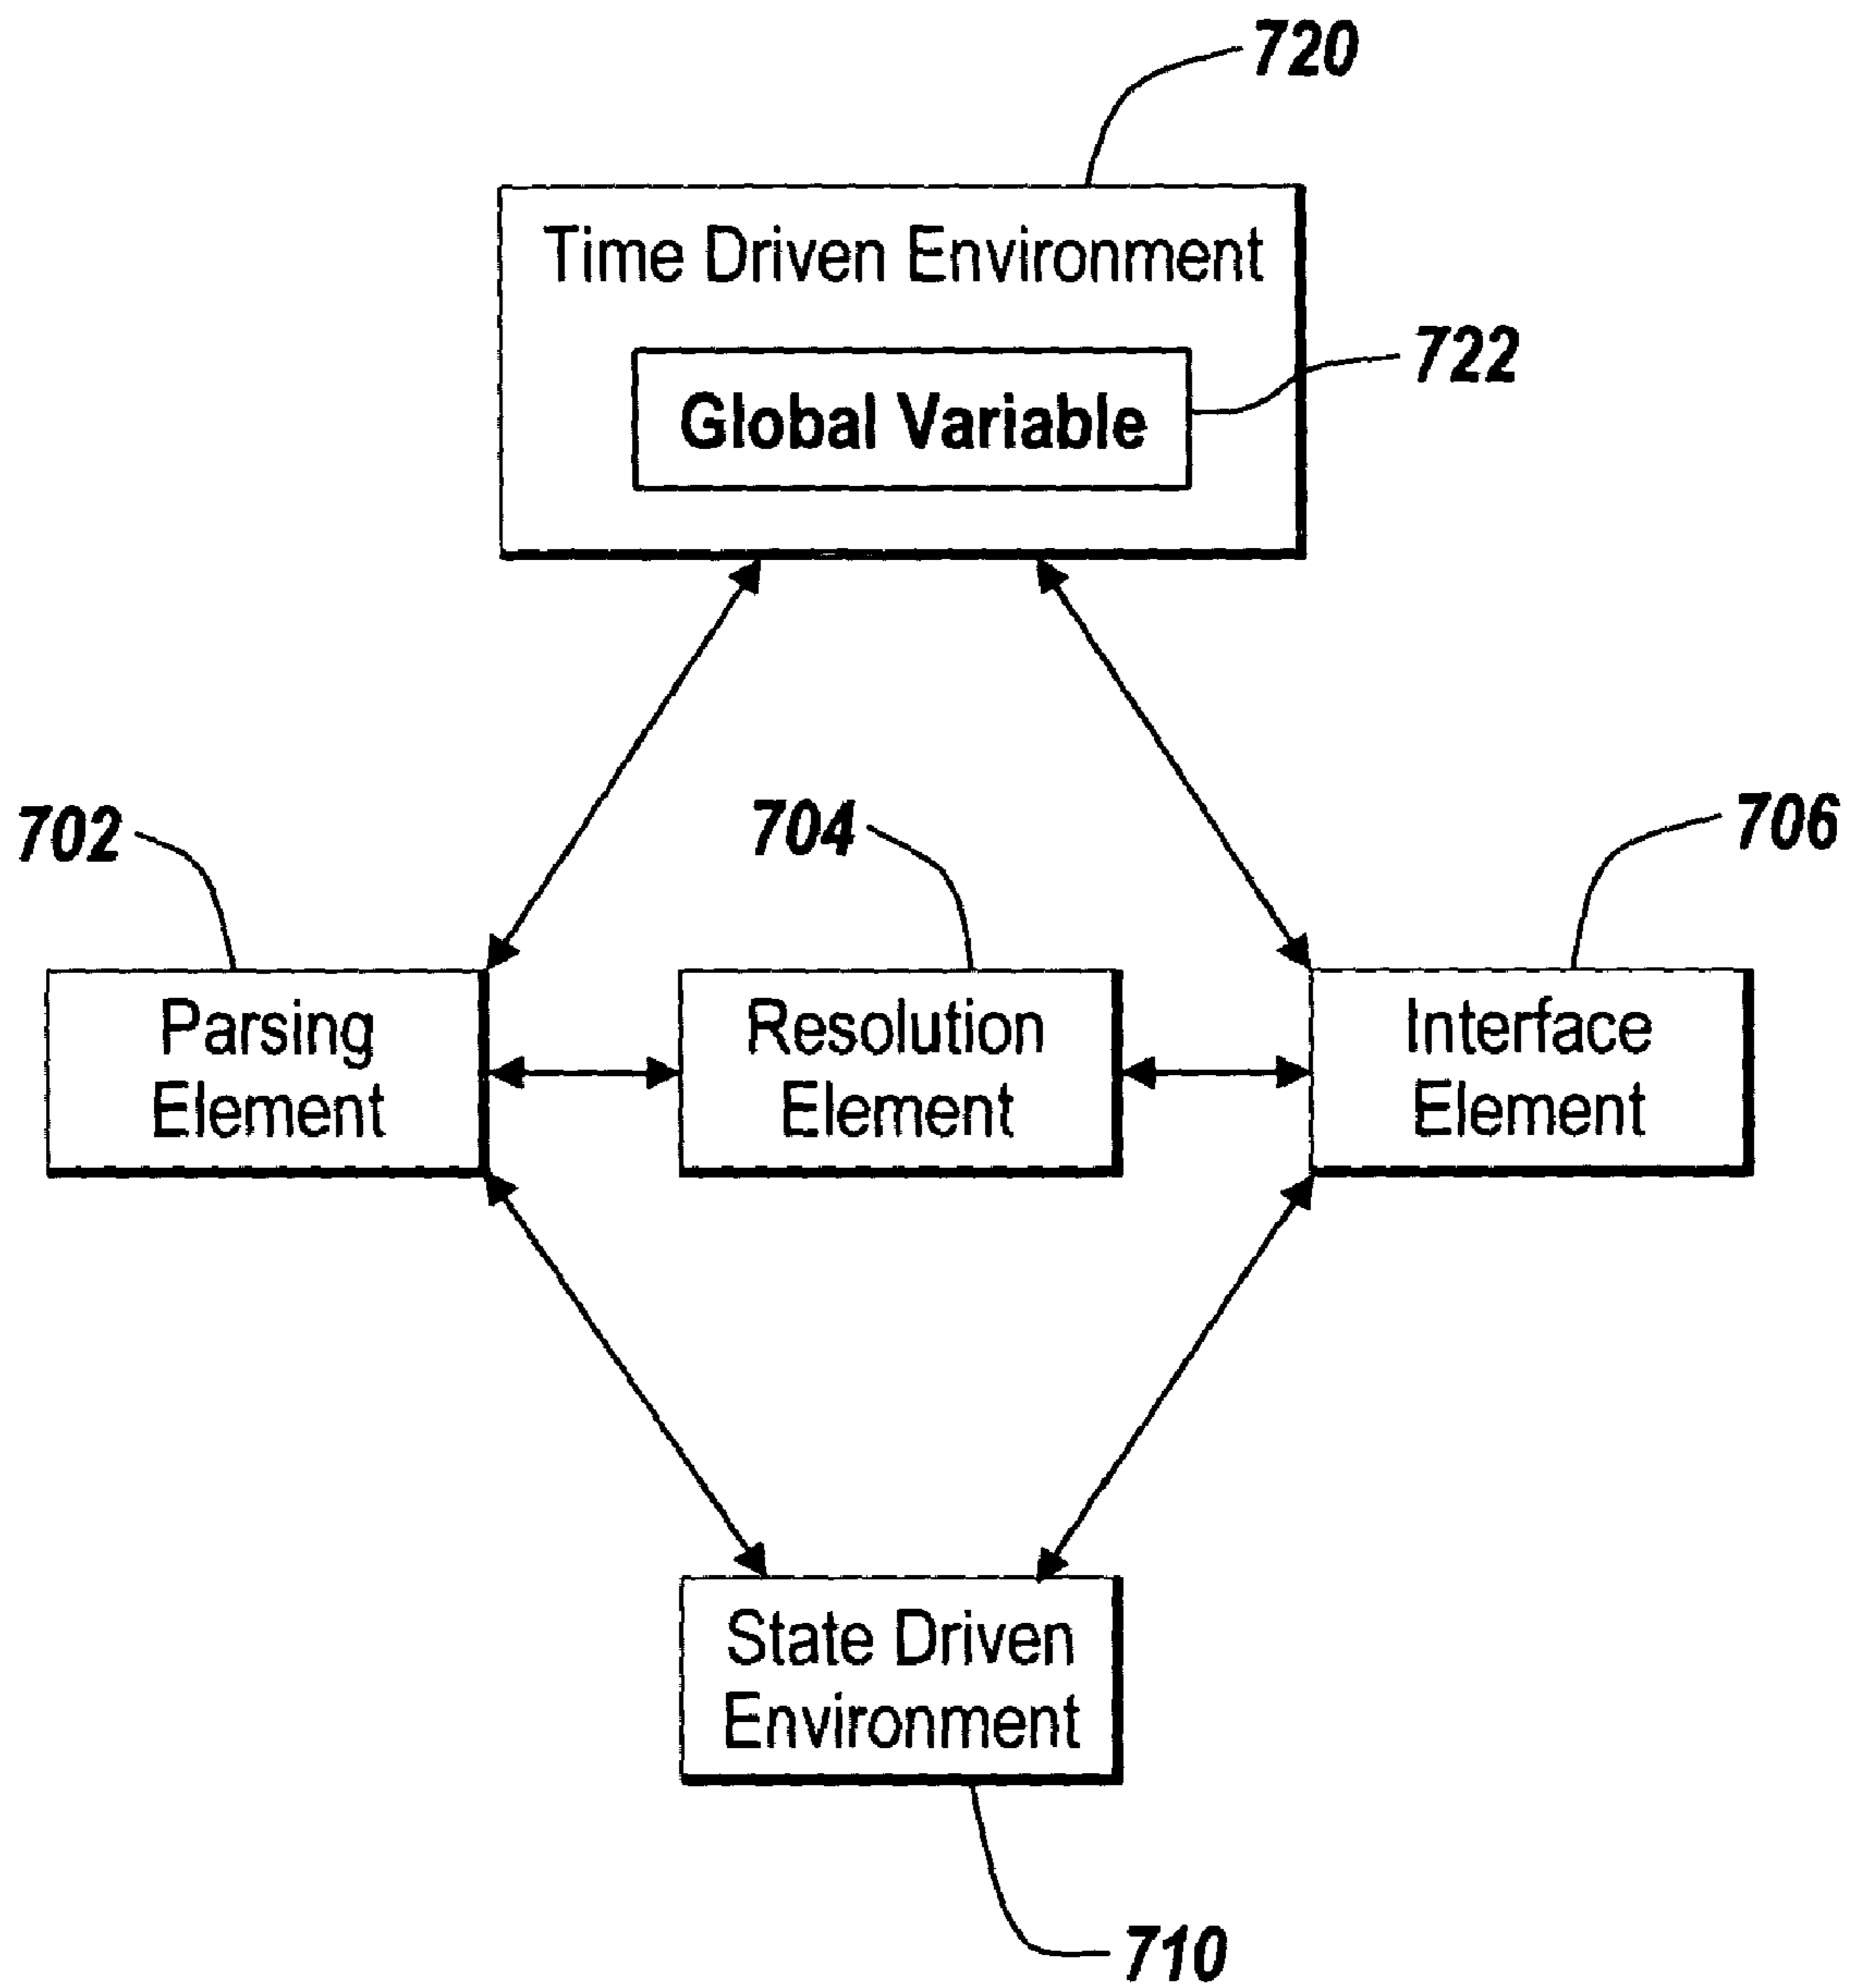 720
Time Driven Environment
722
Global Variable
702
704
706
Parsing
Element
Resolution
Element
Interface
Element
State Driven
Environment
710